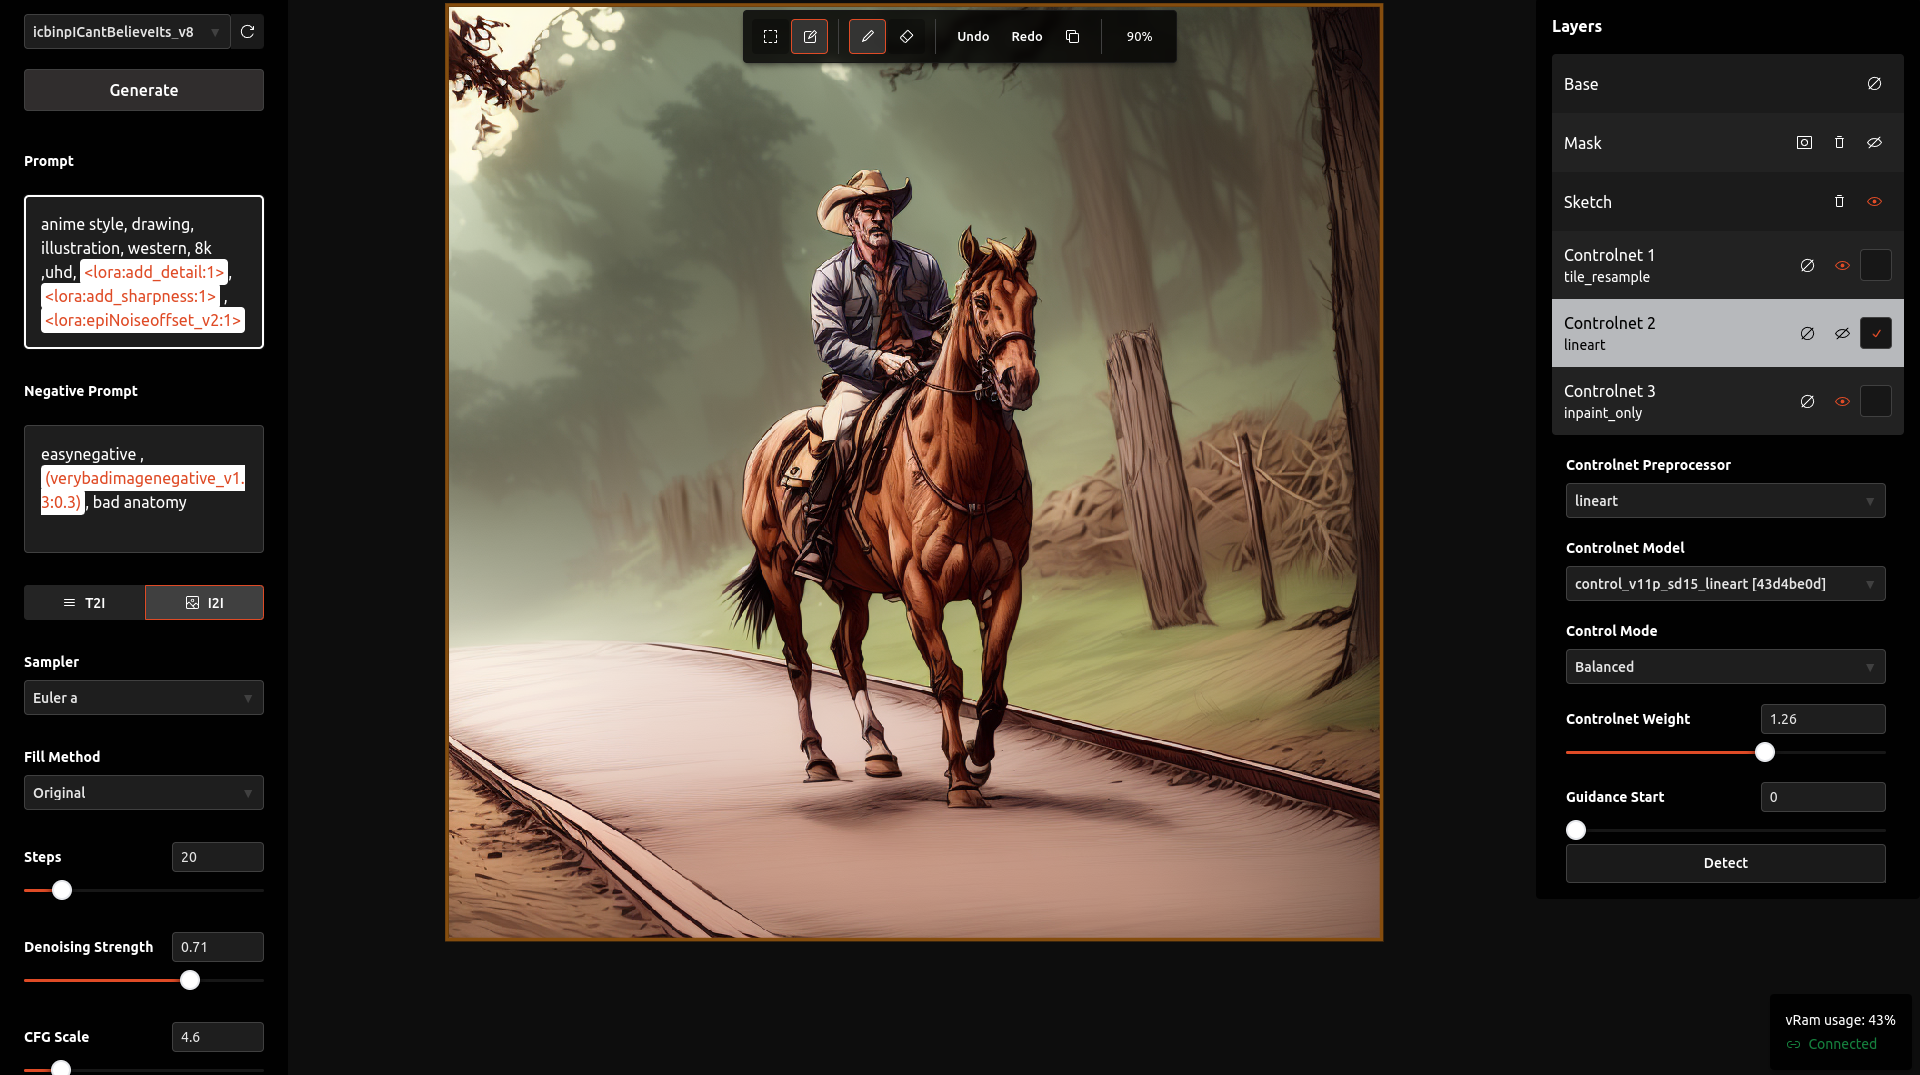 icbinpICantBelieveIts_v8
Generate
Prompt
anime style, drawing,
illustration, western, 8k
,uhd, <lora:add_detail:1>,
<lora:add_sharpness:1> ,
<lora:epiNoiseoffset_v2:1>
Negative Prompt
easynegative ,
(verybadimagenegative_v1.
3:0.3), bad anatomy
T2I
I2I
Sampler
Euler a
Fill Method
Original
Steps
20
Denoising Strength
0.71
CFG Scale
4.6
Undo
Redo
90%
Layers
Base
Mask
Sketch
Controlnet 1
tile_resample
Controlnet 2
lineart
Controlnet 3
inpaint_only
Controlnet Preprocessor
lineart
Controlnet Model
control_v11p_sd15_lineart [43d4be0d]
Control Mode
Balanced
Controlnet Weight
1.26
Guidance Start
0
Detect
vRam usage: 43%
Connected